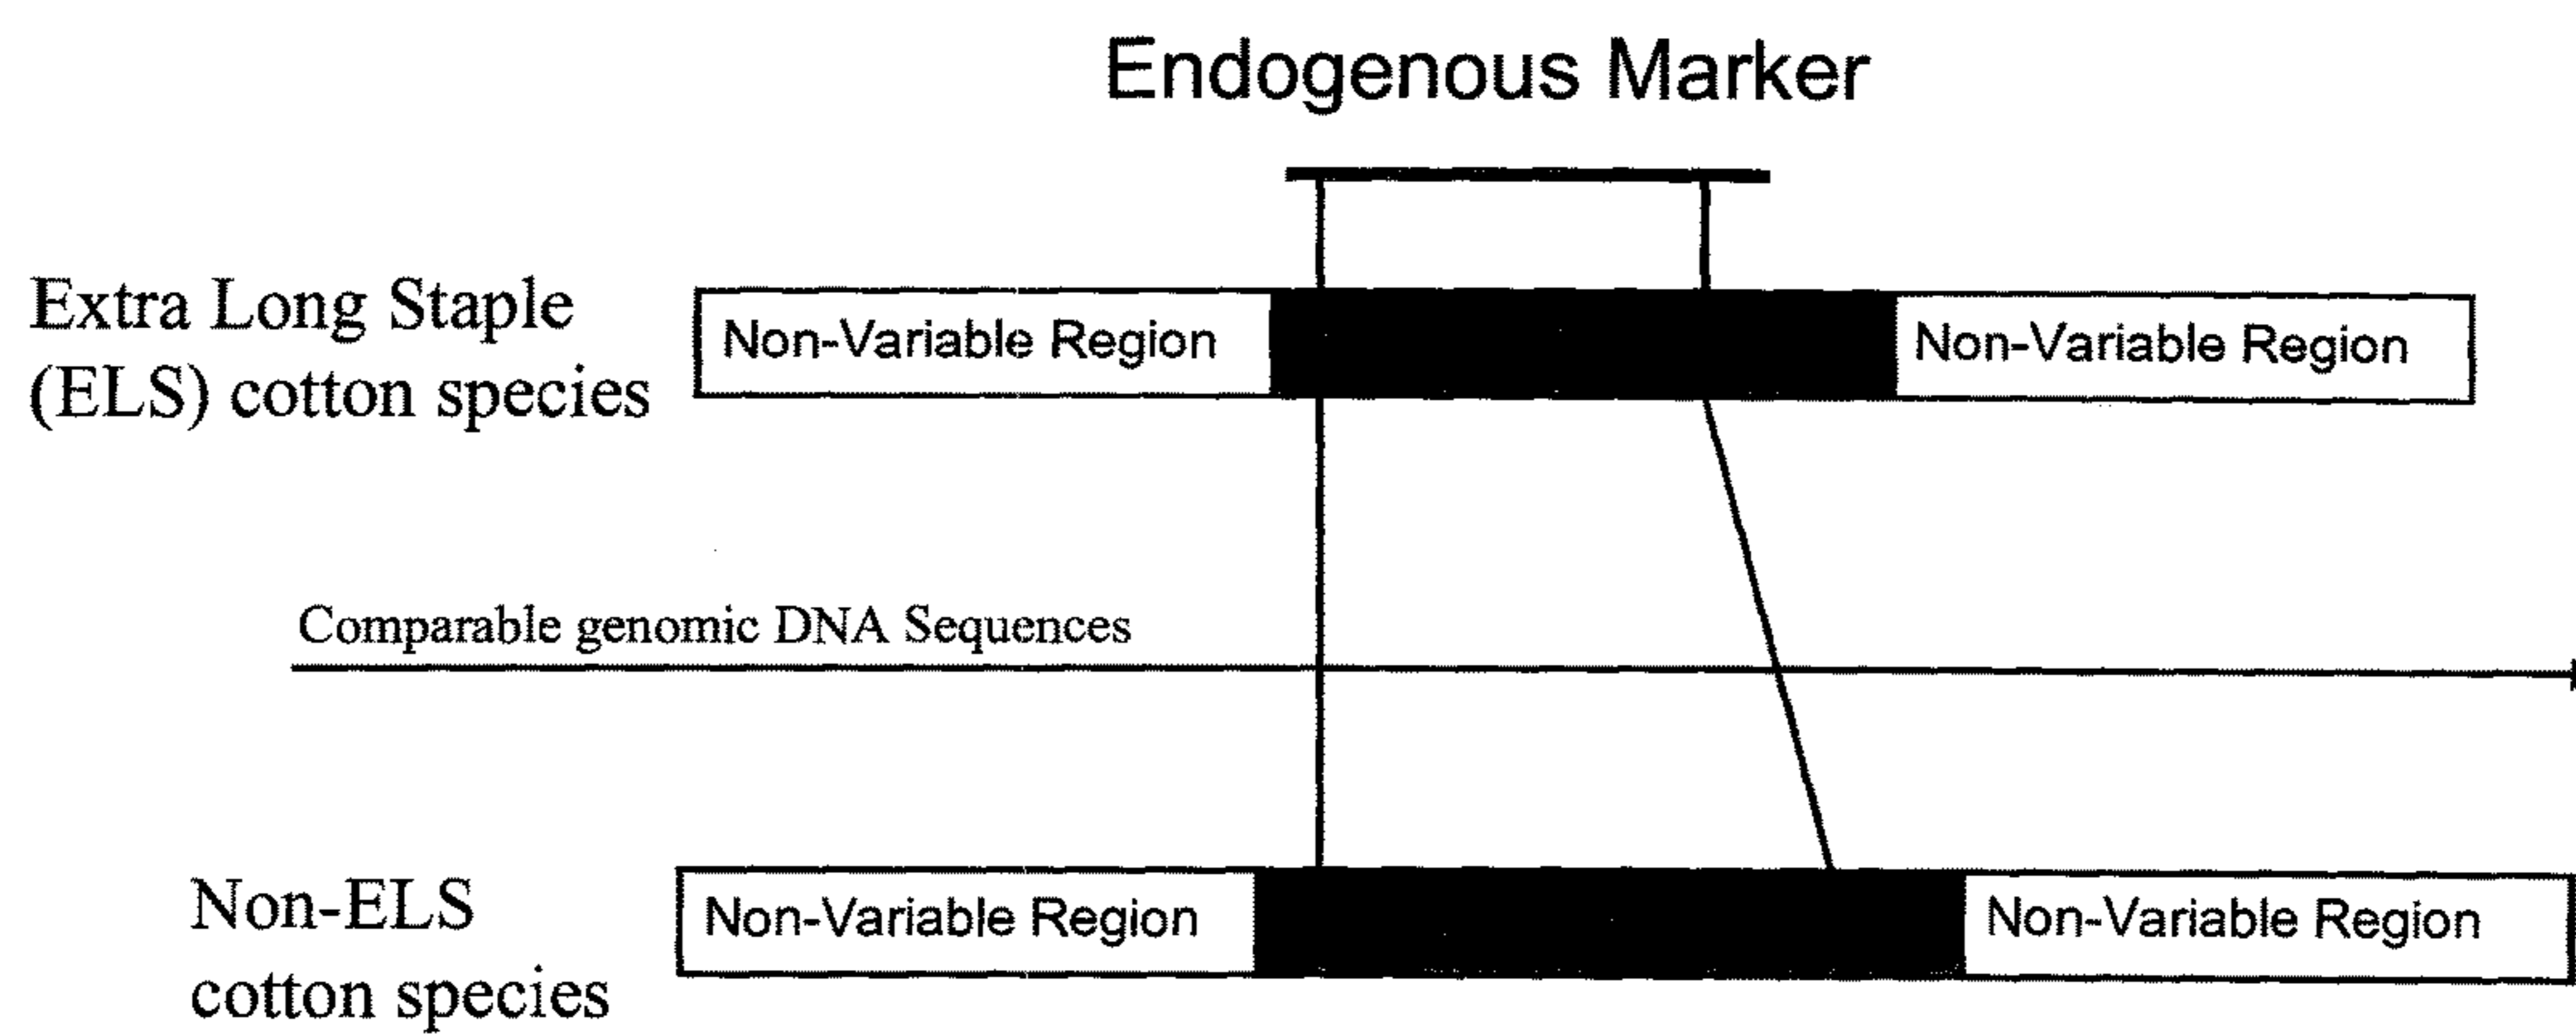 Endogenous Marker
Extra Long Staple
(ELS) cotton species
Non-Variable Region
Non-Variable Region
Comparable genomic DNA Sequences
Non-ELS
cotton species
Non-Variable Region
Non-Variable Region